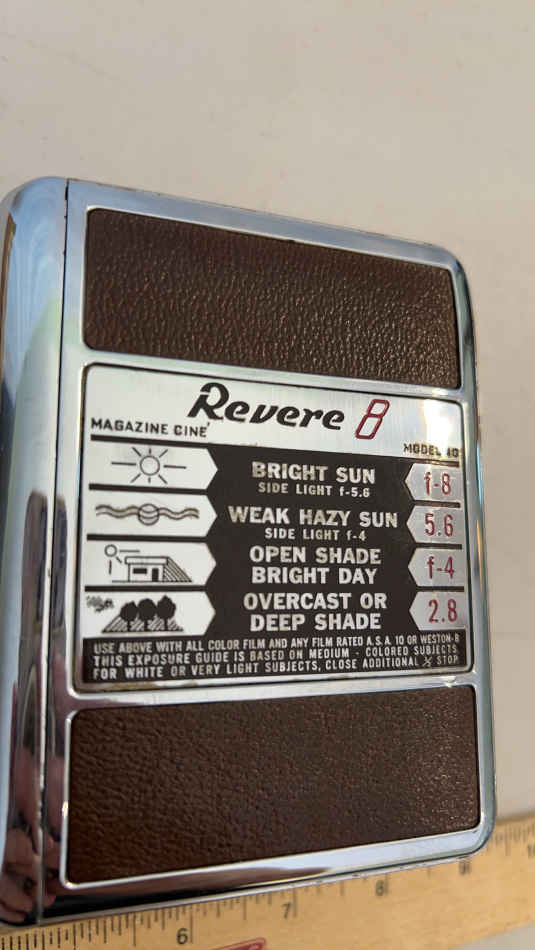 Revere 8
MAGAZINE CINE'
MODEL 40
BRIGHT SUN
SIDE LIGHT f-5.6
f-8
WEAK HAZY SUN
SIDE LIGHT f-4
5.6
OPEN SHADE
BRIGHT DAY
f-4
OVERCAST OR
DEEP SHADE
2.8
USE ABOVE WITH ALL COLOR FILM AND ANY FILM RATED A.S.A. 10 OR WESTON-8
THIS EXPOSURE GUIDE IS BASED ON MEDIUM - COLORED SUBJECTS.
FOR WHITE OR VERY LIGHT SUBJECTS, CLOSE ADDITIONAL ½ STOP.
6 7 8 9 10